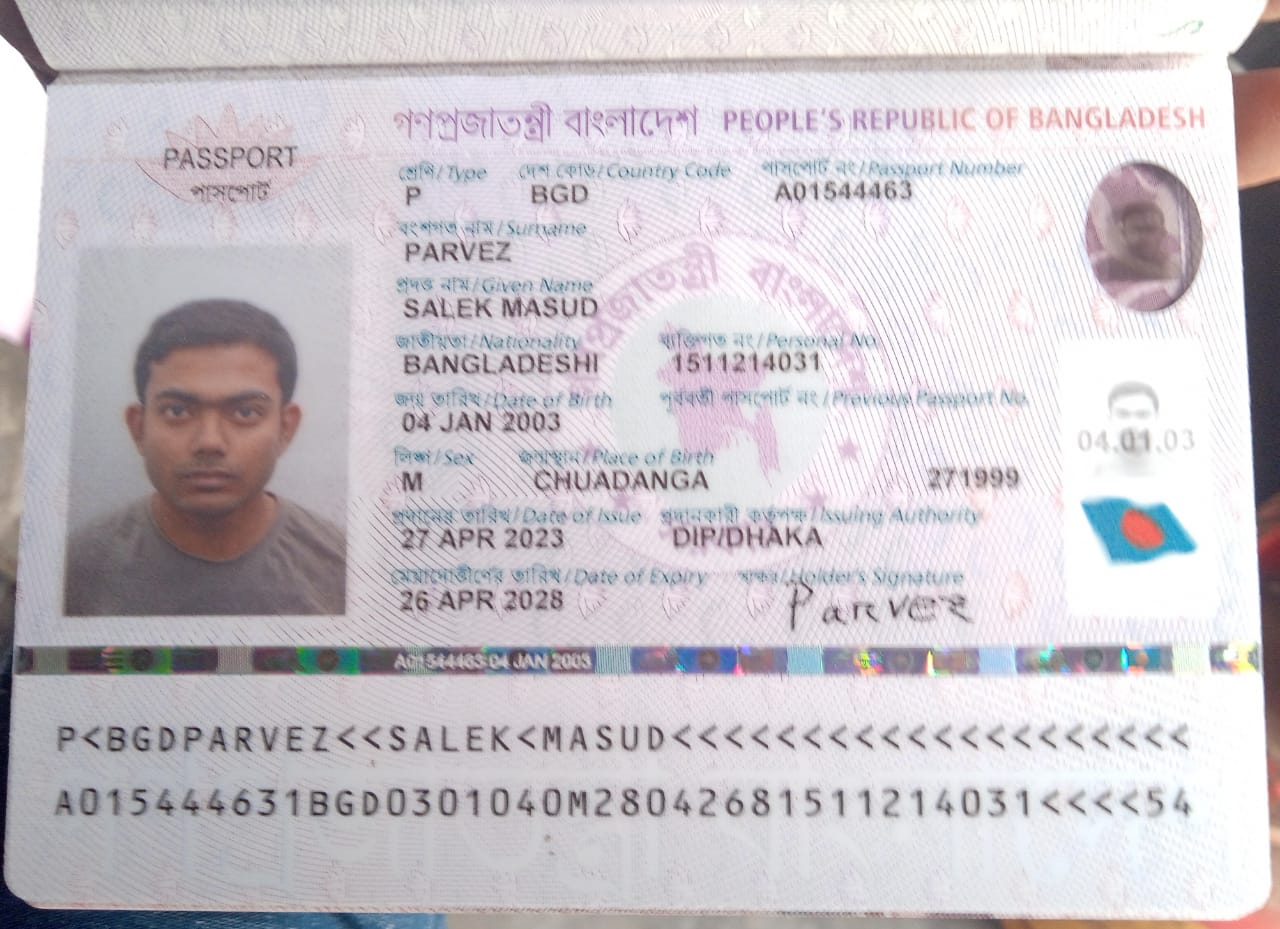 গণপ্রজাতন্ত্রী বাংলাদেশ PEOPLE'S REPUBLIC OF BANGLADESH
PASSPORT
পাসপোর্ট
শ্রেণি/Type দেশ কোড/Country Code পাসপোর্ট নং/Passport Number
P BGD A01544463
বংশগত নাম/Surname
PARVEZ
প্রদত্ত নাম/Given Name
SALEK MASUD
জাতীয়তা/Nationality ব্যক্তিগত নং/Personal No.
BANGLADESHI 1511214031
জন্ম তারিখ/Date of Birth পূর্ববর্তী পাসপোর্ট নং/Previous Passport No.
04 JAN 2003
04.01.03
লিঙ্গ/Sex জন্মস্থান/Place of Birth
M CHUADANGA 271999
প্রদানের তারিখ/Date of Issue প্রদানকারী কর্তৃপক্ষ/Issuing Authority
27 APR 2023 DIP/DHAKA
মেয়াদোত্তীর্ণের তারিখ/Date of Expiry স্বাক্ষর/Holder's Signature
26 APR 2028 Parvez
A01544463 04 JAN 2003
P<BGDPARVEZ<<SALEK<MASUD<<<<<<<<<<<<<<<<<<<<
A015444631BGD0301040M28042681511214031<<<<54